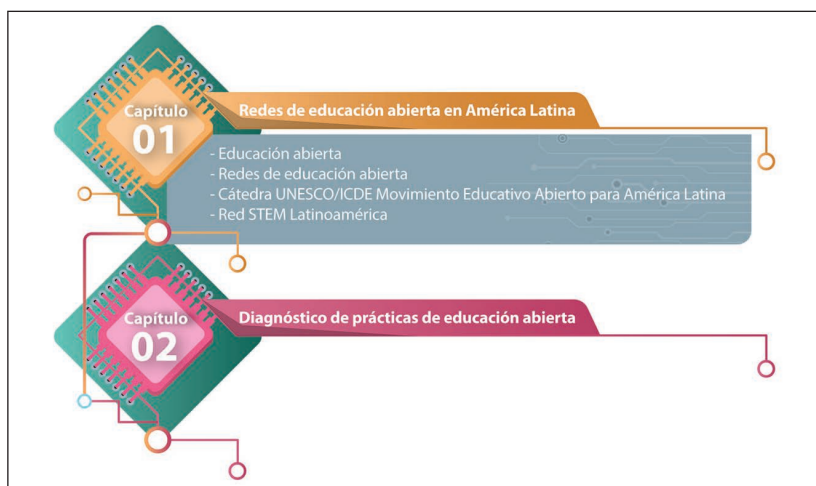 Capítulo
01
Redes de educación abierta en América Latina
- Educación abierta
- Redes de educación abierta
- Cátedra UNESCO/ICDE Movimiento Educativo Abierto para América Latina
- Red STEM Latinoamérica
Capítulo
02
Diagnóstico de prácticas de educación abierta